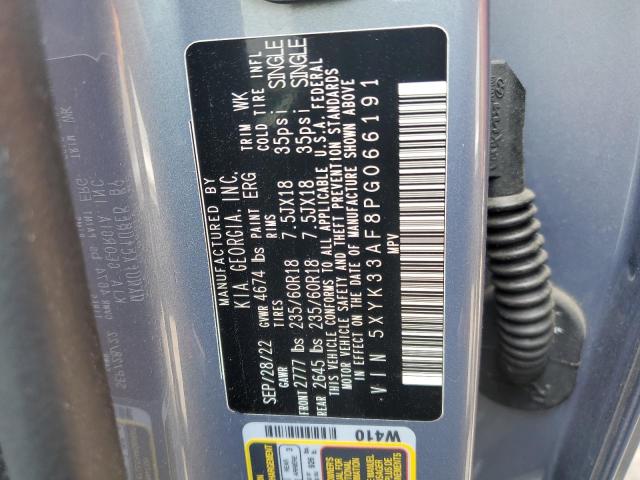 MANUFACTURED BY
KIA GEORGIA, INC.
SEP/28/22 GVWR 4674 lbs PAINT ERG TRIM WK
GAWR TIRES RIMS COLD TIRE INFL
FRONT 2777 lbs 235/60R18 7.5JX18 35psi SINGLE
REAR 2645 lbs 235/60R18 7.5JX18 35psi SINGLE
THIS VEHICLE CONFORMS TO ALL APPLICABLE U.S.A. FEDERAL
MOTOR VEHICLE SAFETY AND THEFT PREVENTION STANDARDS
IN EFFECT ON THE DATE OF MANUFACTURE SHOWN ABOVE
VIN 5XYK33AF8PG066191
MPV
W410